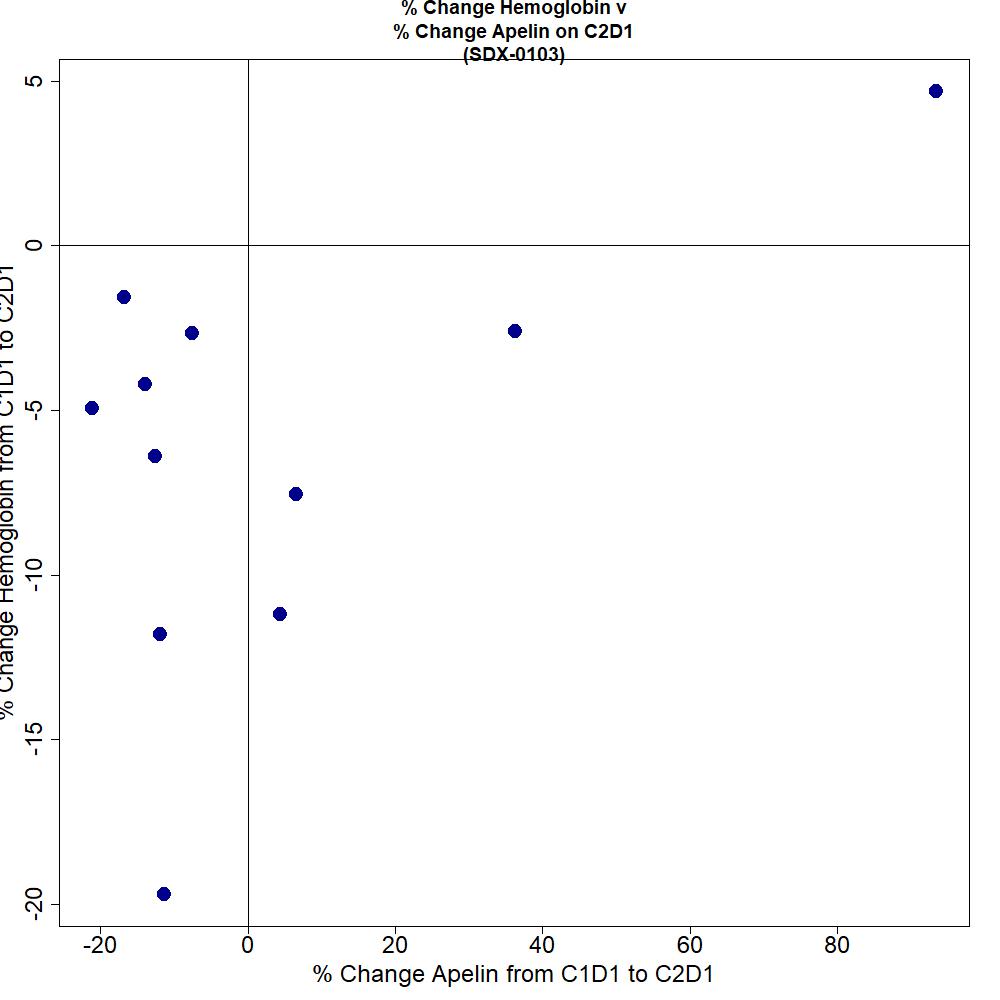 % Change Hemoglobin v
% Change Apelin on C2D1
(SDX-0103)
% Change Hemoglobin from C1D1 to C2D1
5
0
-5
-10
-15
-20
-20
0
20
40
60
80
% Change Apelin from C1D1 to C2D1